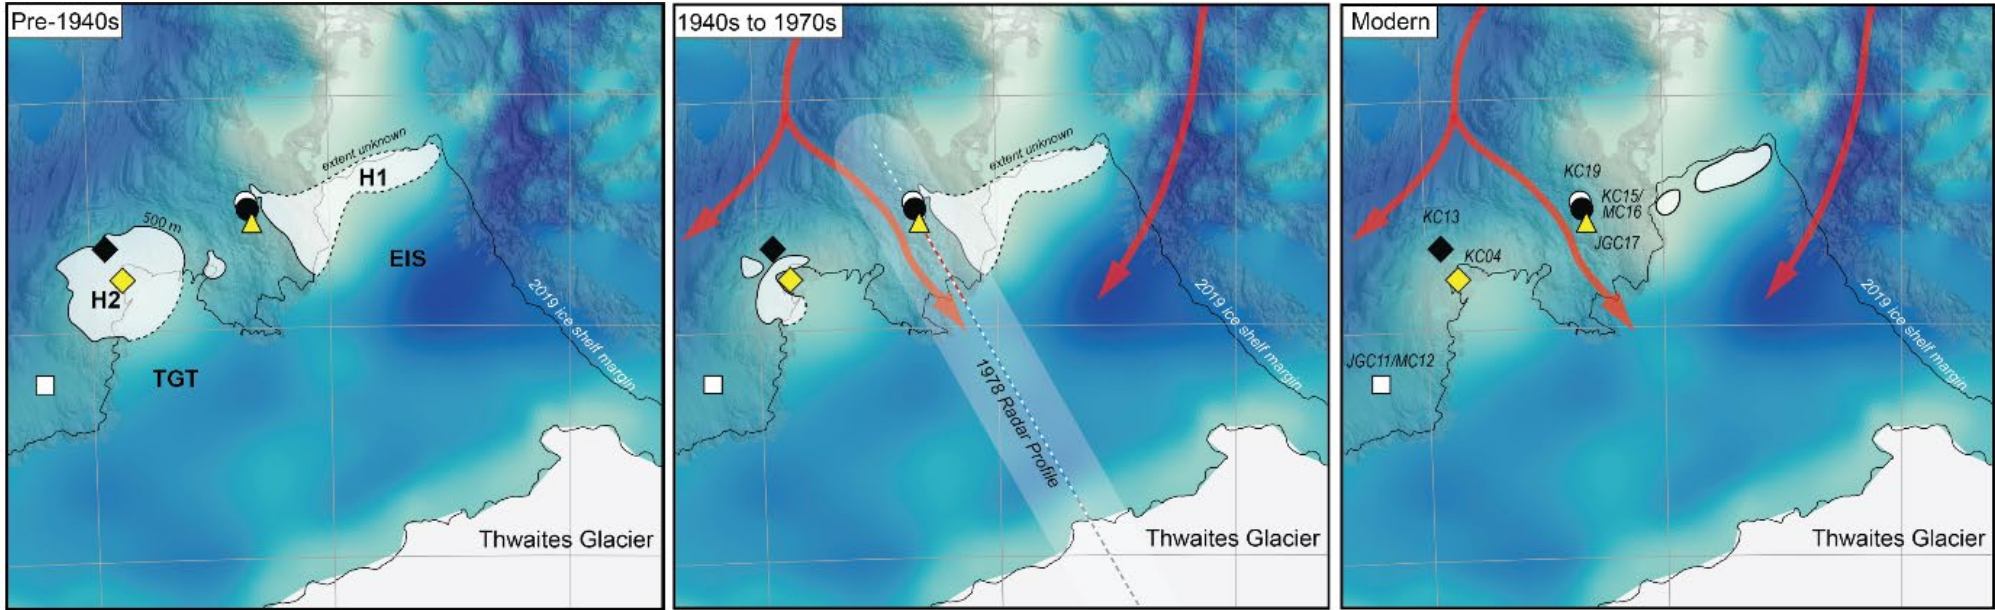 Pre-1940s
extent unknown
H1
500 m
H2
EIS
TGT
2019 ice shelf margin
Thwaites Glacier
1940s to 1970s
extent unknown
2019 ice shelf margin
1978 Radar Profile
Thwaites Glacier
Modern
KC19
KC15/
MC16
KC13
JGC17
KC04
2019 ice shelf margin
JGC11/MC12
Thwaites Glacier